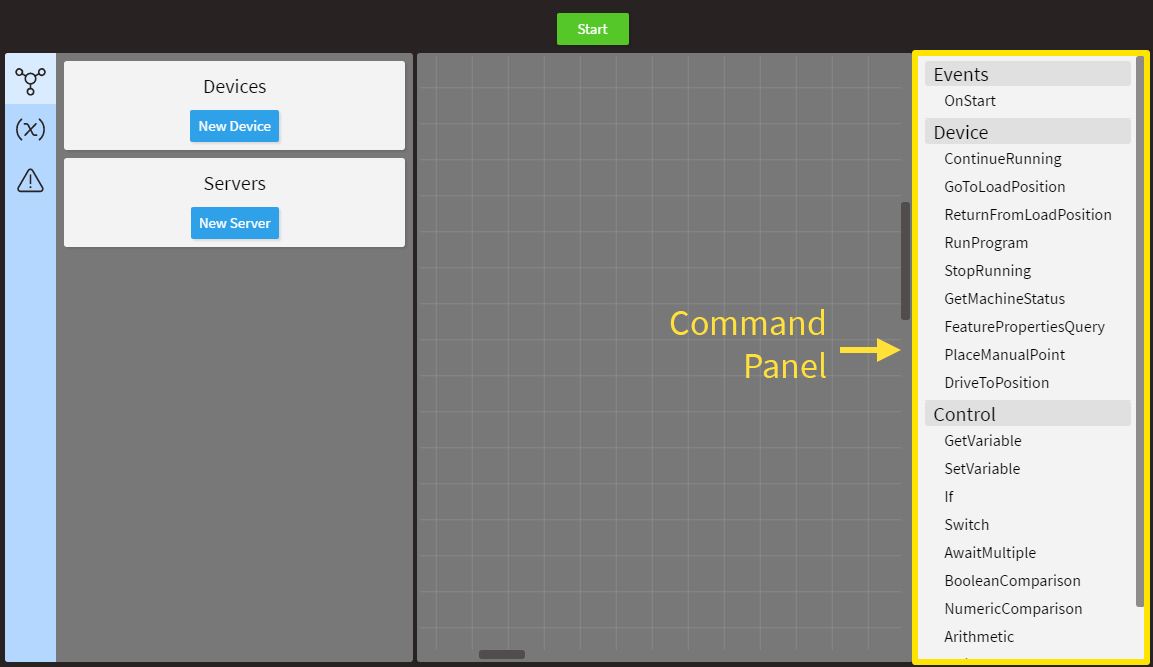 Start
Devices
New Device
Servers
New Server
(x)
Command
Panel
Events
OnStart
Device
ContinueRunning
GoToLoadPosition
ReturnFromLoadPosition
RunProgram
StopRunning
GetMachineStatus
FeaturePropertiesQuery
PlaceManualPoint
DriveToPosition
Control
GetVariable
SetVariable
If
Switch
AwaitMultiple
BooleanComparison
NumericComparison
Arithmetic